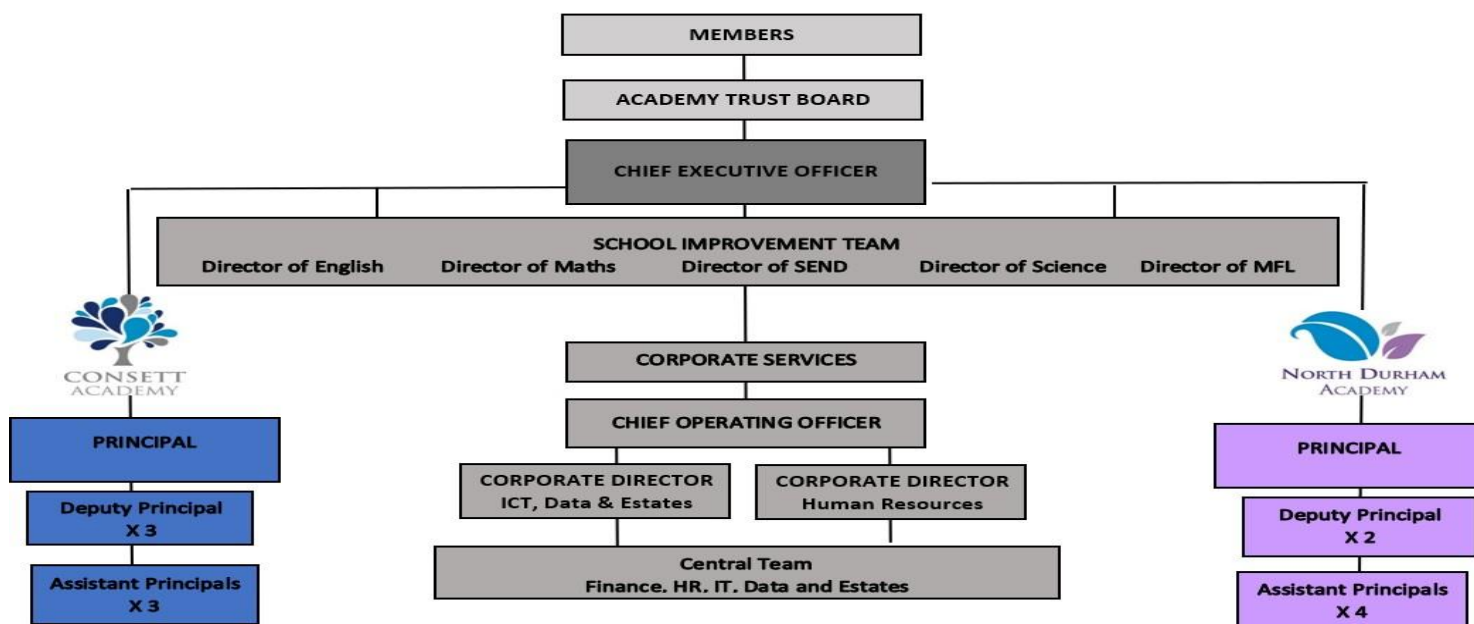 MEMBERS
ACADEMY TRUST BOARD
CHIEF EXECUTIVE OFFICER
SCHOOL IMPROVEMENT TEAM
Director of English Director of Maths Director of SEND Director of Science Director of MFL
CONSETT
ACADEMY
PRINCIPAL
Deputy Principal
X 3
Assistant Principals
X 3
CORPORATE SERVICES
CHIEF OPERATING OFFICER
CORPORATE DIRECTOR
ICT, Data & Estates
CORPORATE DIRECTOR
Human Resources
Central Team
Finance. HR. IT. Data and Estates
NORTH DURHAM
ACADEMY
PRINCIPAL
Deputy Principal
X 2
Assistant Principals
X 4